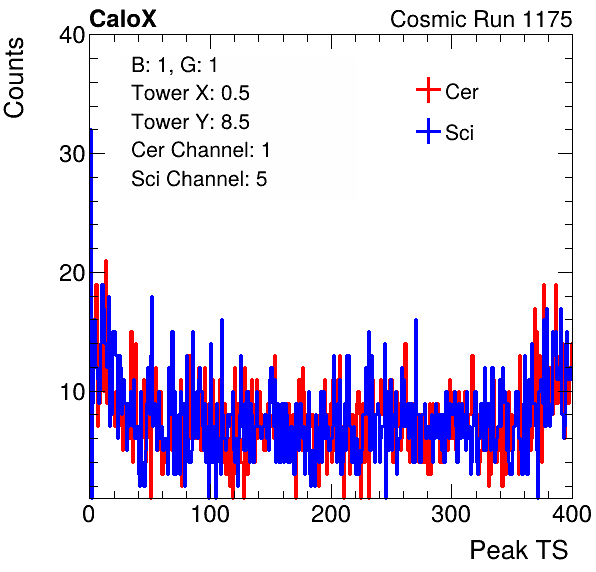 CaloX Cosmic Run 1175
Counts
40
30
20
10
B: 1, G: 1
Tower X: 0.5
Tower Y: 8.5
Cer Channel: 1
Sci Channel: 5
Cer
Sci
0 100 200 300 400
Peak TS